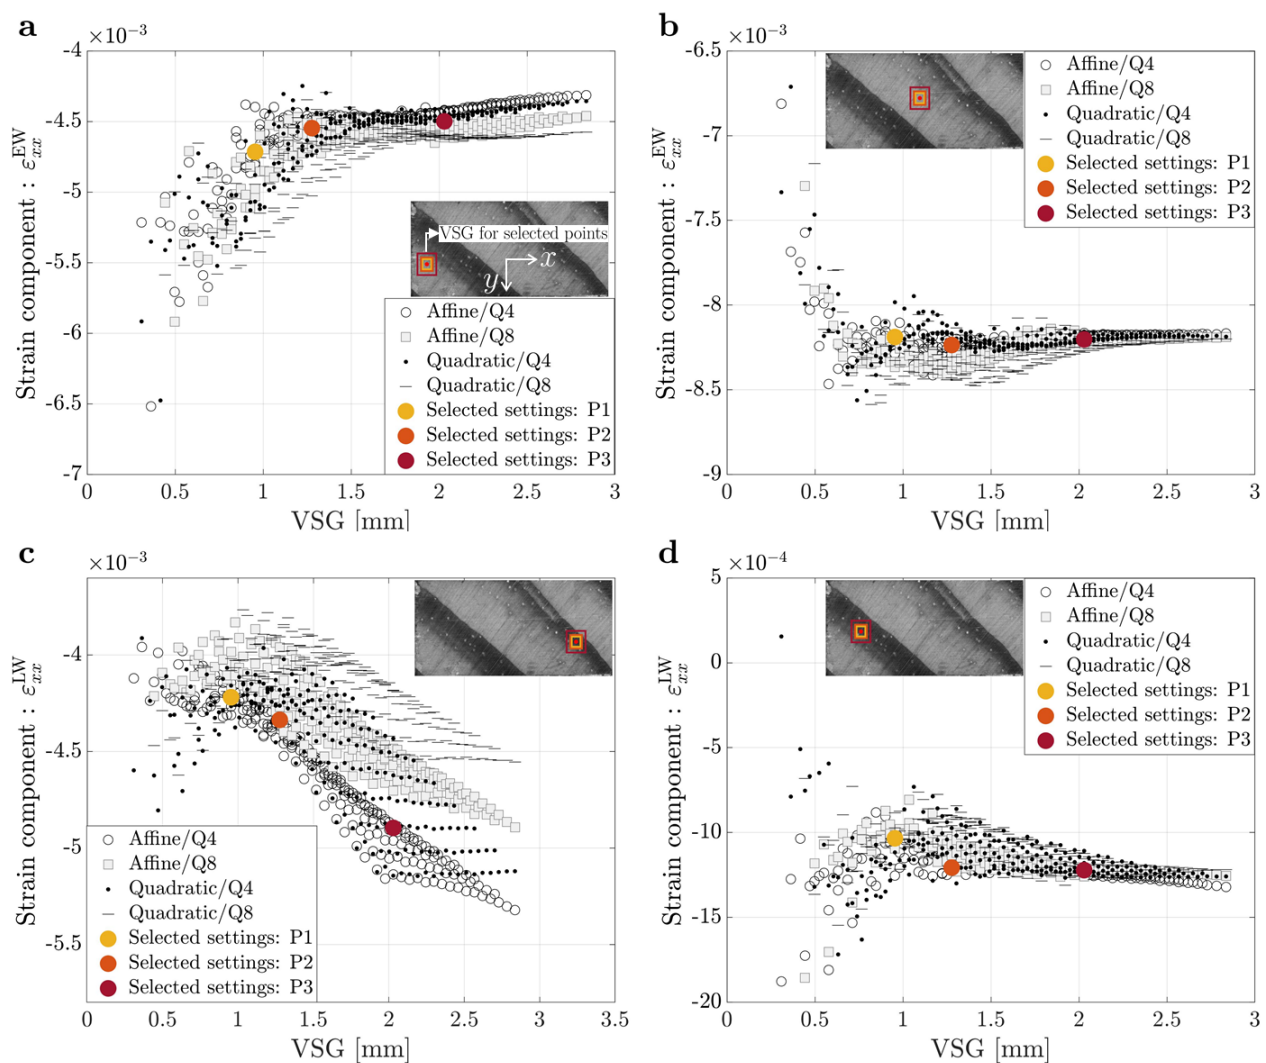 a
×10⁻³
-4
-4.5
-5
-5.5
-6
-6.5
-7
0 0.5 1 1.5 2 2.5 3
VSG [mm]
Strain component : ε_xx^EW
VSG for selected points
x
y
Affine/Q4
Affine/Q8
Quadratic/Q4
Quadratic/Q8
Selected settings: P1
Selected settings: P2
Selected settings: P3
b
×10⁻³
-6.5
-7
-7.5
-8
-8.5
-9
0 0.5 1 1.5 2 2.5 3
VSG [mm]
Strain component : ε_xx^EW
Affine/Q4
Affine/Q8
Quadratic/Q4
Quadratic/Q8
Selected settings: P1
Selected settings: P2
Selected settings: P3
c
×10⁻³
-4
-4.5
-5
-5.5
0 0.5 1 1.5 2 2.5 3 3.5
VSG [mm]
Strain component : ε_xx^LW
Affine/Q4
Affine/Q8
Quadratic/Q4
Quadratic/Q8
Selected settings: P1
Selected settings: P2
Selected settings: P3
d
×10⁻⁴
5
0
-5
-10
-15
-20
0 0.5 1 1.5 2 2.5 3
VSG [mm]
Strain component : ε_xx^LW
Affine/Q4
Affine/Q8
Quadratic/Q4
Quadratic/Q8
Selected settings: P1
Selected settings: P2
Selected settings: P3